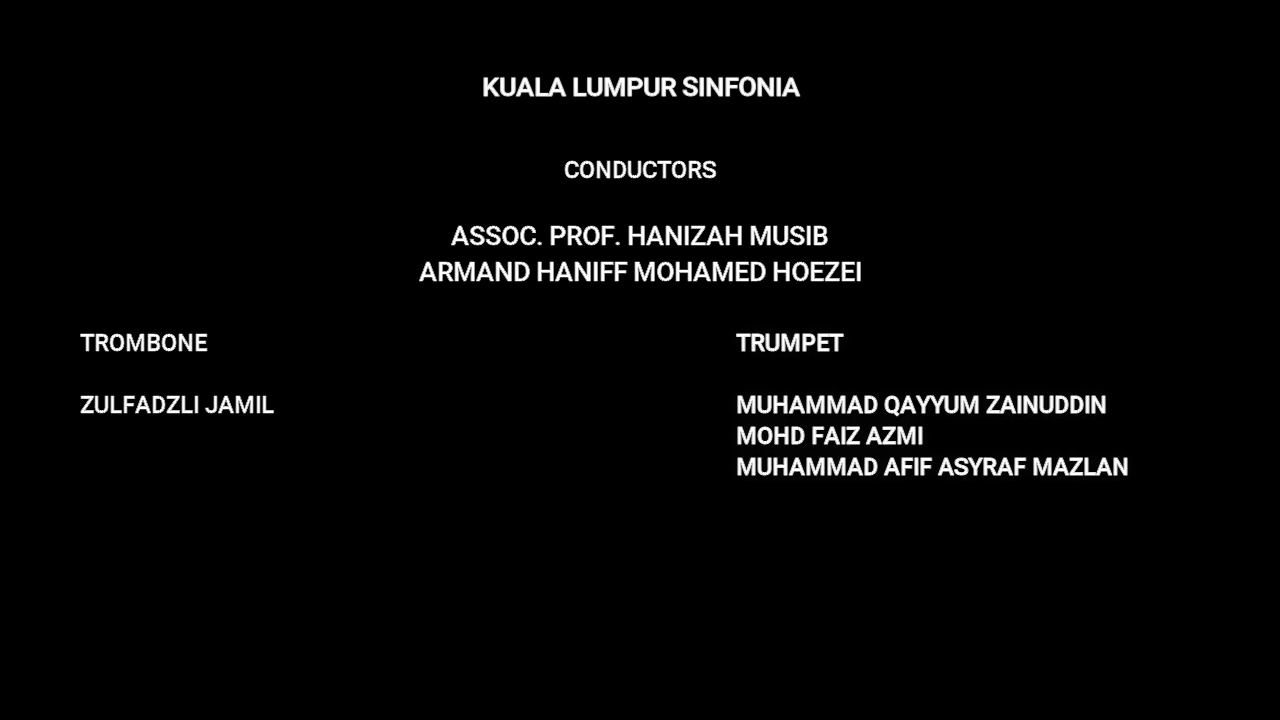 KUALA LUMPUR SINFONIA
CONDUCTORS
ASSOC. PROF. HANIZAH MUSIB
ARMAND HANIFF MOHAMED HOEZEI
TROMBONE
ZULFADZLI JAMIL
TRUMPET
MUHAMMAD QAYYUM ZAINUDDIN
MOHD FAIZ AZMI
MUHAMMAD AFIF ASYRAF MAZLAN